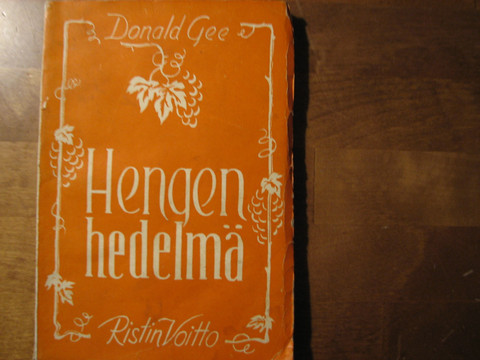 Donald Gee
Hengen
hedelmä
Ristin Voitto